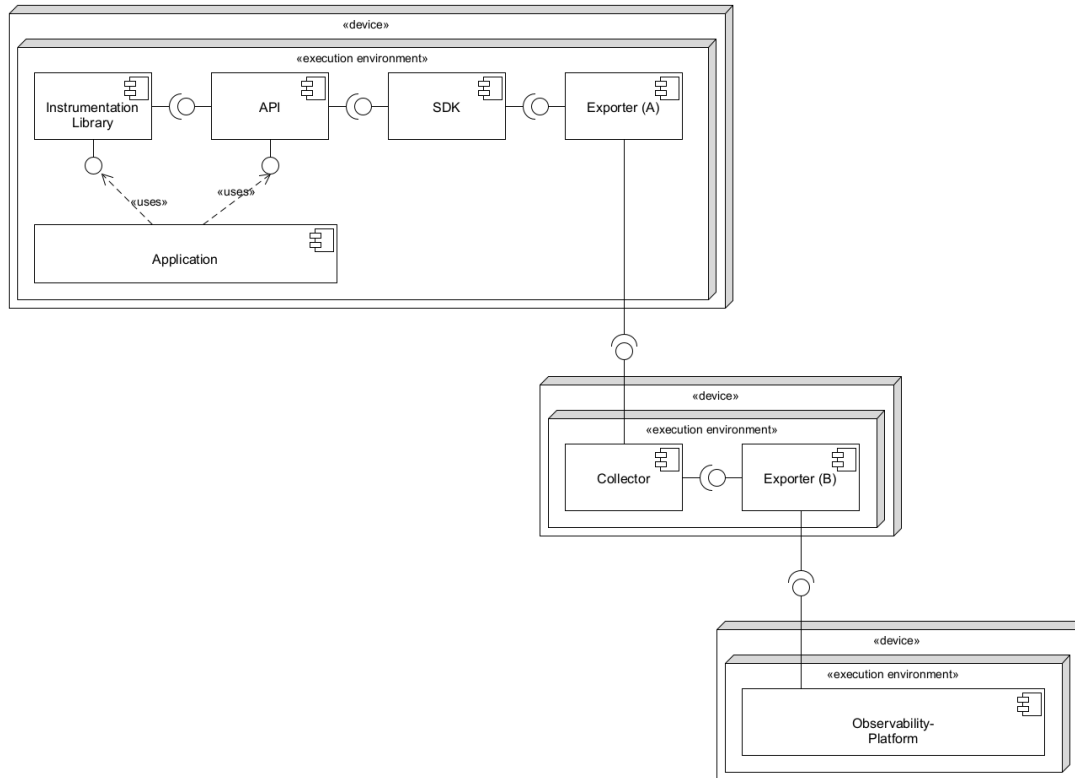 «device»
«execution environment»
Instrumentation
Library
API
SDK
Exporter (A)
«uses»
«uses»
Application
«device»
«execution environment»
Collector
Exporter (B)
«device»
«execution environment»
Observability-
Platform